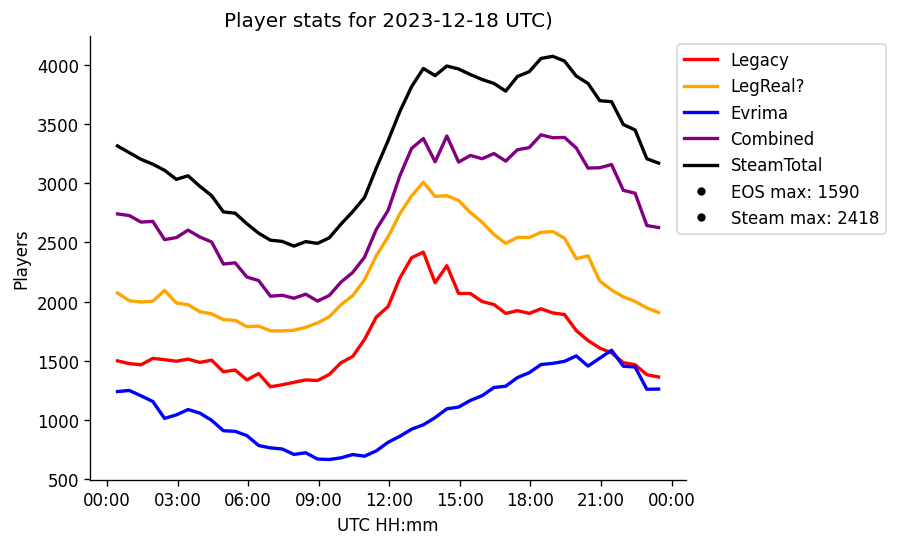 Player stats for 2023-12-18 UTC)
Legacy
LegReal?
Evrima
Combined
SteamTotal
EOS max: 1590
Steam max: 2418
Players
4000
3500
3000
2500
2000
1500
1000
500
00:00 03:00 06:00 09:00 12:00 15:00 18:00 21:00 00:00
UTC HH:mm